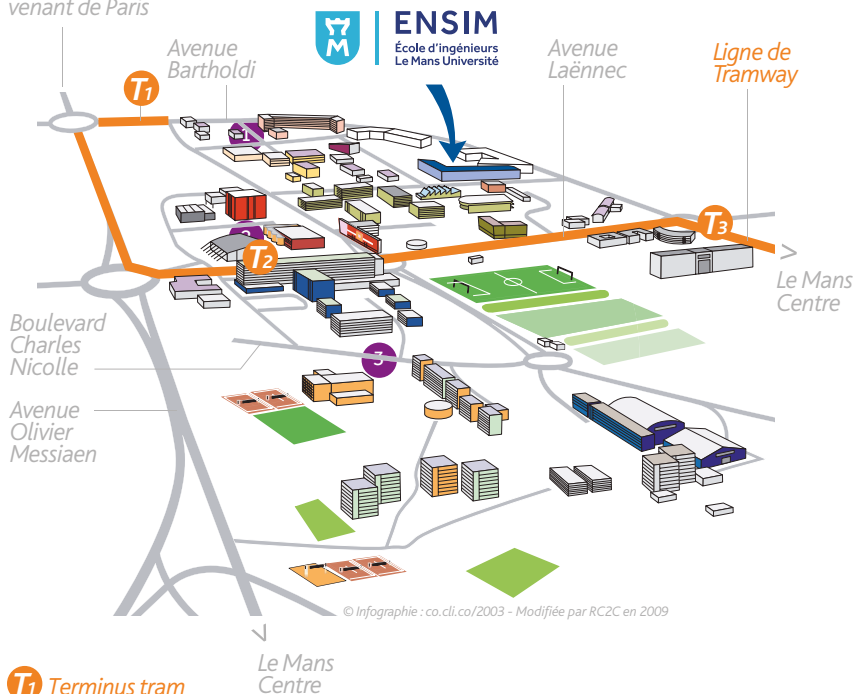 venant de Paris
ENSIM
École d'ingénieurs
Le Mans Université
M
Avenue
Bartholdi
Avenue
Laënnec
Ligne de
Tramway
T1
1
T3
2
T2
Le Mans
Centre
Boulevard
Charles
Nicolle
3
Avenue
Olivier
Messiaen
© Infographie : co.cli.co/2003 - Modifiée par RC2C en 2009
Le Mans
Centre
T1 Terminus tram